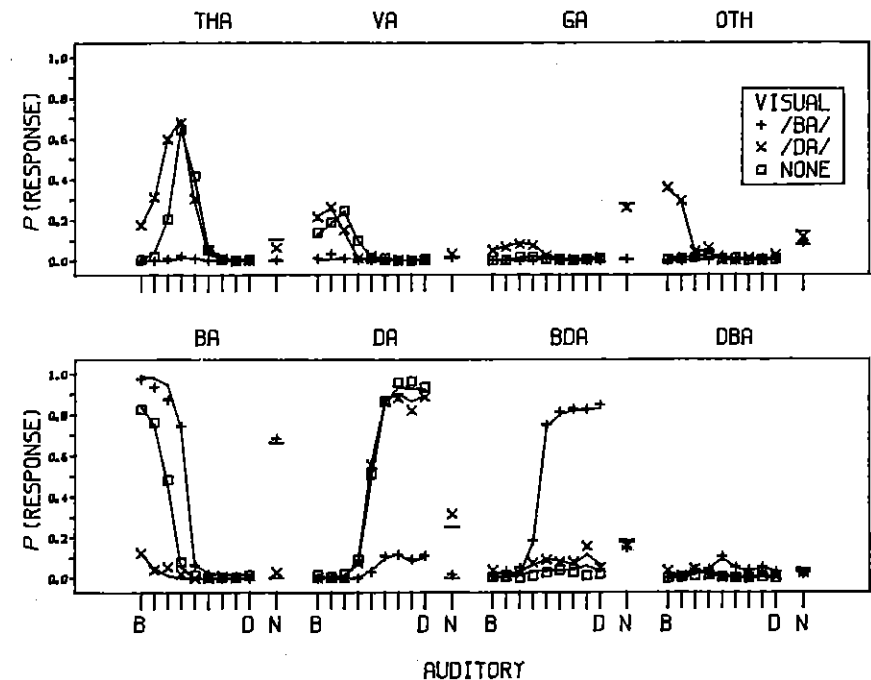 THA VA GA OTH
P (RESPONSE)
1.0
0.8
0.6
0.4
0.2
0.0
VISUAL
+ /BA/
× /DA/
□ NONE
BA DA BDA DBA
P (RESPONSE)
1.0
0.8
0.6
0.4
0.2
0.0
B D N B D N B D N B D N
AUDITORY